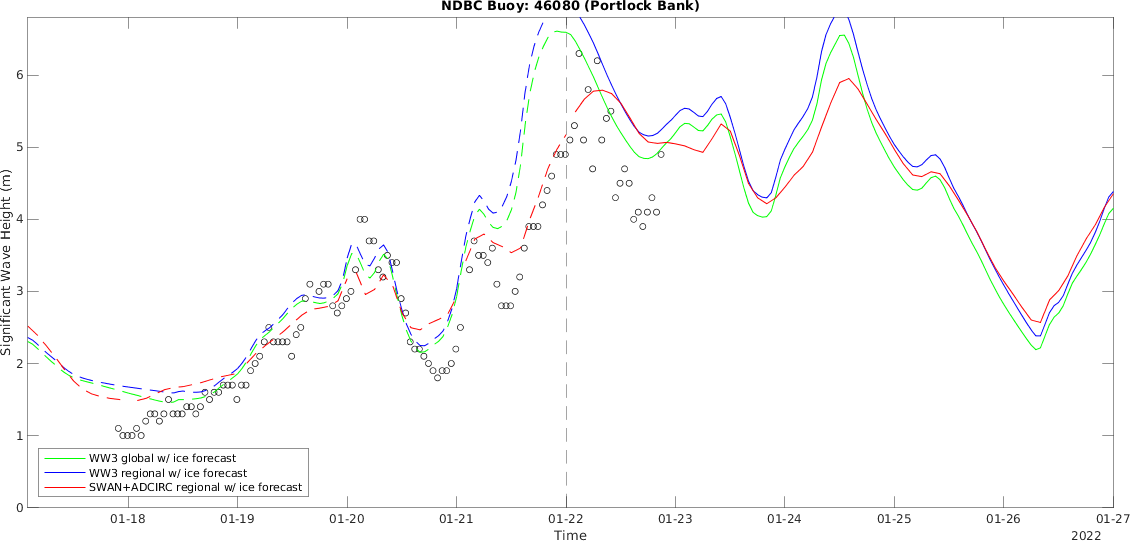 NDBC Buoy: 46080 (Portlock Bank)
Significant Wave Height (m)
6
5
4
3
2
1
0
WW3 global w/ ice forecast
WW3 regional w/ ice forecast
SWAN+ADCIRC regional w/ ice forecast
01-18 01-19 01-20 01-21 01-22 01-23 01-24 01-25 01-26 01-27
Time
2022